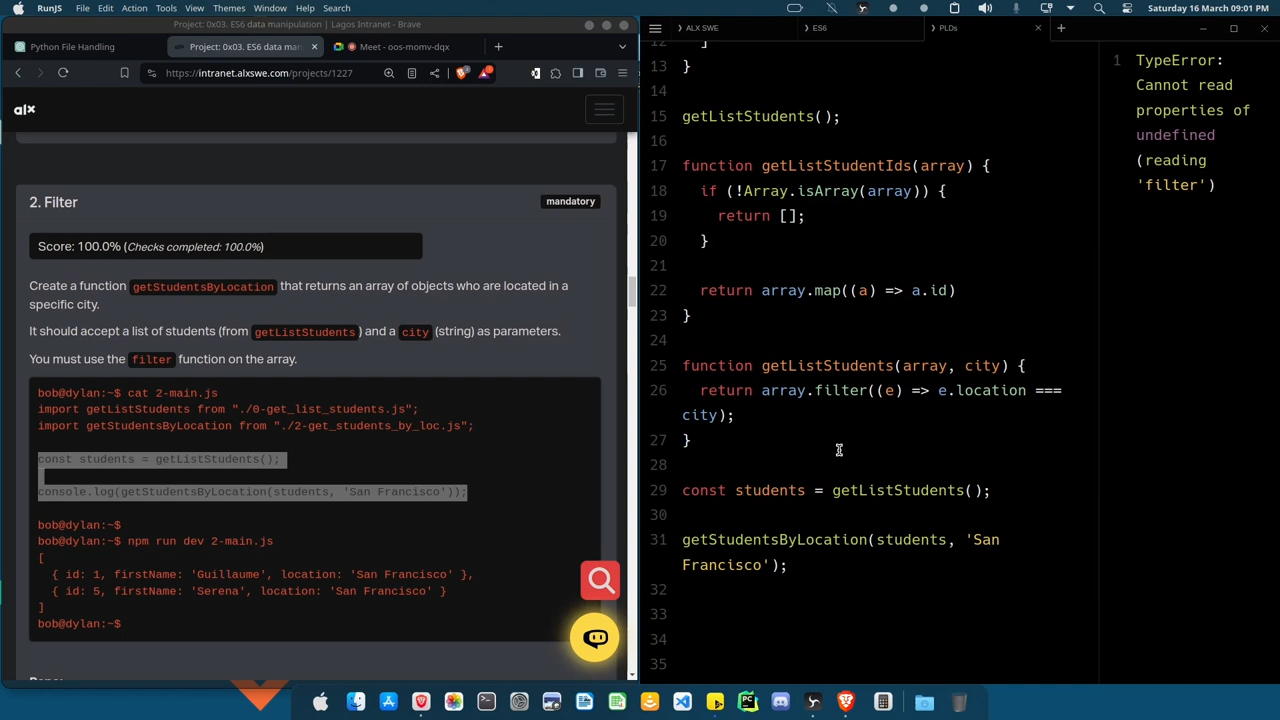 RunJS File Edit Actions Tools View Themes Window Help Search
Saturday 16 March 09:01 PM
Project: 0x03. ES6 data manipulation | Lagos Intranet - Brave
Python File Handling
Project: 0x03. ES6 data man
Meet - oos-momv-dqx
https://intranet.alxswe.com/projects/1227
alx
2. Filter
mandatory
Score: 100.0% (Checks completed: 100.0%)
Create a function getStudentsByLocation that returns an array of objects who are located in a
specific city.
It should accept a list of students (from getListStudents ) and a city (string) as parameters.
You must use the filter function on the array.
bob@dylan:~$ cat 2-main.js
import getListStudents from "./0-get_list_students.js";
import getStudentsByLocation from "./2-get_students_by_loc.js";
const students = getListStudents();
console.log(getStudentsByLocation(students, 'San Francisco'));
bob@dylan:~$
bob@dylan:~$ npm run dev 2-main.js
[
{ id: 1, firstName: 'Guillaume', location: 'San Francisco' },
{ id: 5, firstName: 'Serena', location: 'San Francisco' }
]
bob@dylan:~$
ALX SWE
ES6
PLDs
12 ]
13 }
14
15 getListStudents();
16
17 function getListStudentIds(array) {
18 if (!Array.isArray(array)) {
19 return [];
20 }
21
22 return array.map((a) => a.id)
23 }
24
25 function getListStudents(array, city) {
26 return array.filter((e) => e.location ===
city);
27 }
28
29 const students = getListStudents();
30
31 getStudentsByLocation(students, 'San
Francisco');
32
33
34
35
1 TypeError:
Cannot read
properties of
undefined
(reading
'filter')